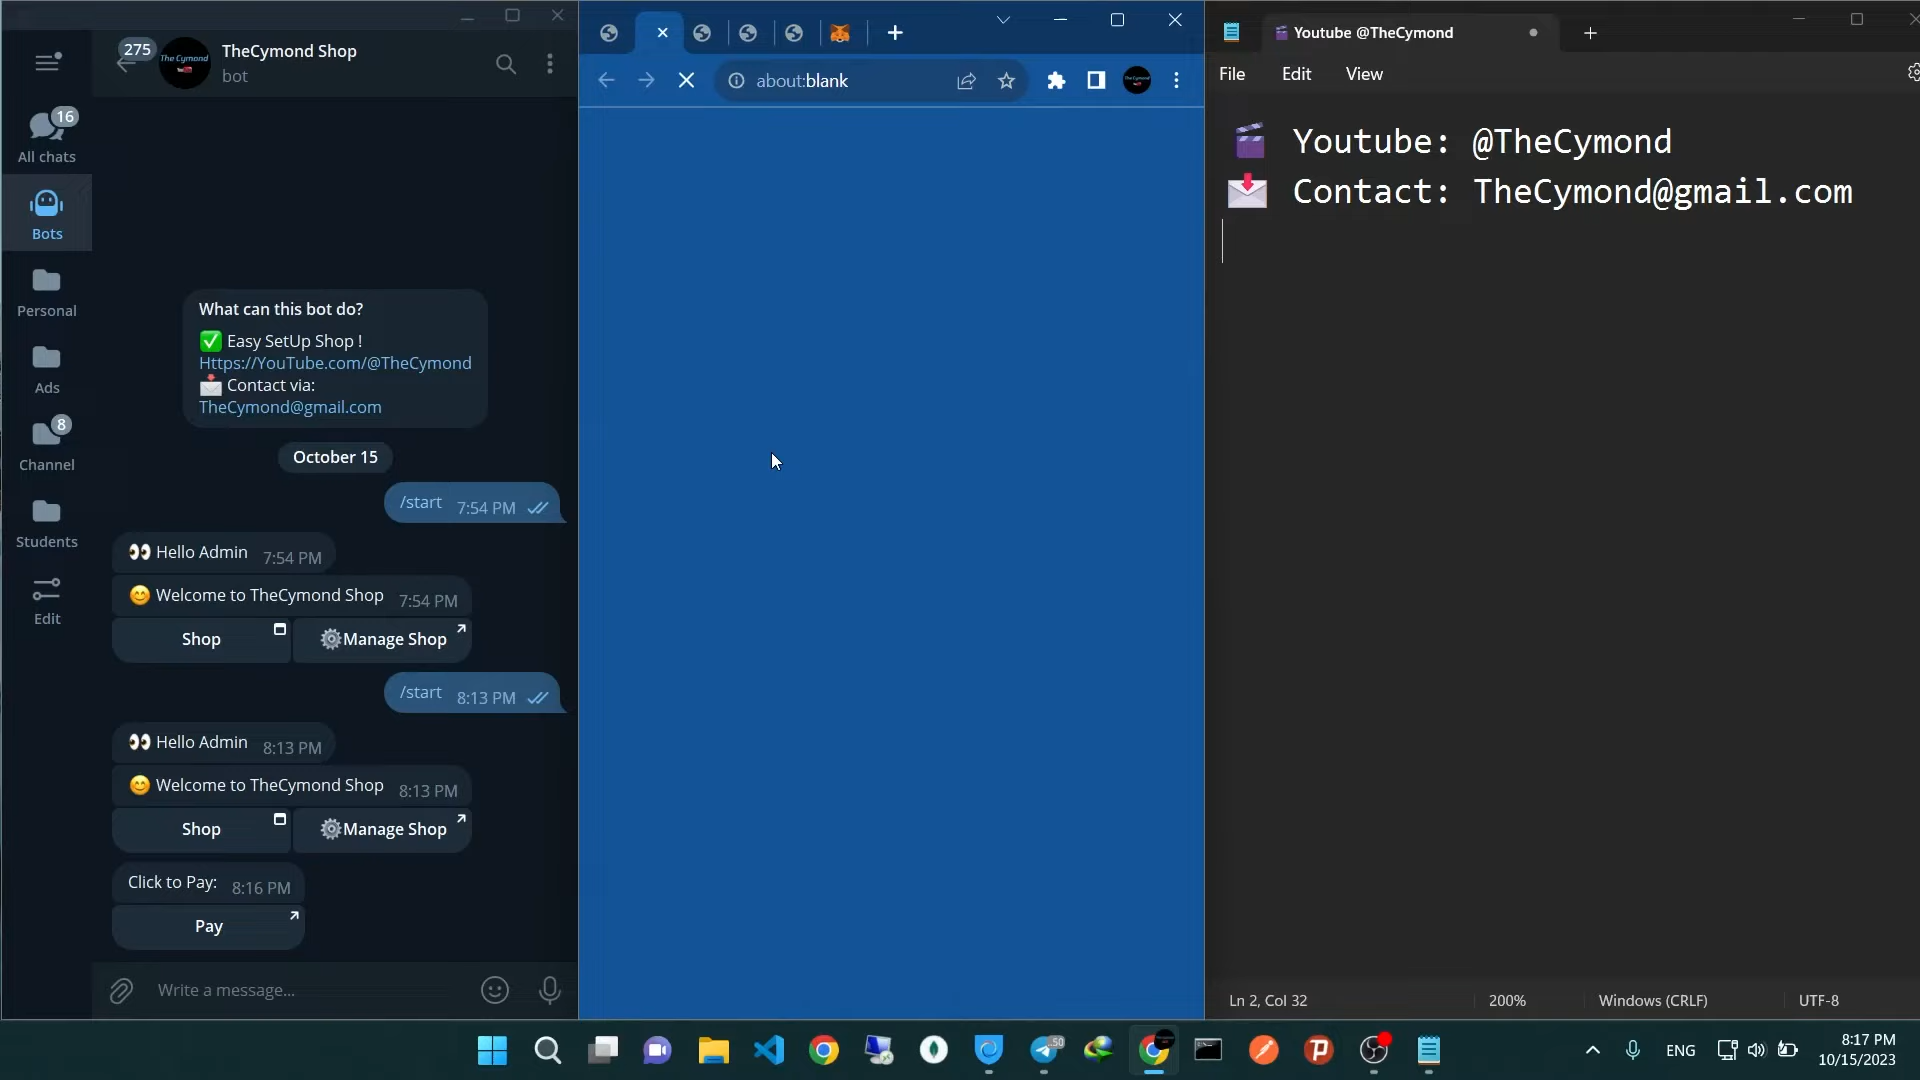 275
The Cymond
TheCymond Shop
bot
16
All chats
Bots
Personal
Ads
8
Channel
Students
Edit
What can this bot do?
✅ Easy SetUp Shop !
Https://YouTube.com/@TheCymond
📩 Contact via:
TheCymond@gmail.com
October 15
/start 7:54 PM
👀 Hello Admin 7:54 PM
😊 Welcome to TheCymond Shop 7:54 PM
Shop
⚙️Manage Shop
/start 8:13 PM
👀 Hello Admin 8:13 PM
😊 Welcome to TheCymond Shop 8:13 PM
Shop
⚙️Manage Shop
Click to Pay: 8:16 PM
Pay
Write a message...
about:blank
Youtube @TheCymond
File Edit View
Youtube: @TheCymond
📩 Contact: TheCymond@gmail.com
Ln 2, Col 32
200%
Windows (CRLF)
UTF-8
.50
ENG
8:17 PM
10/15/2023